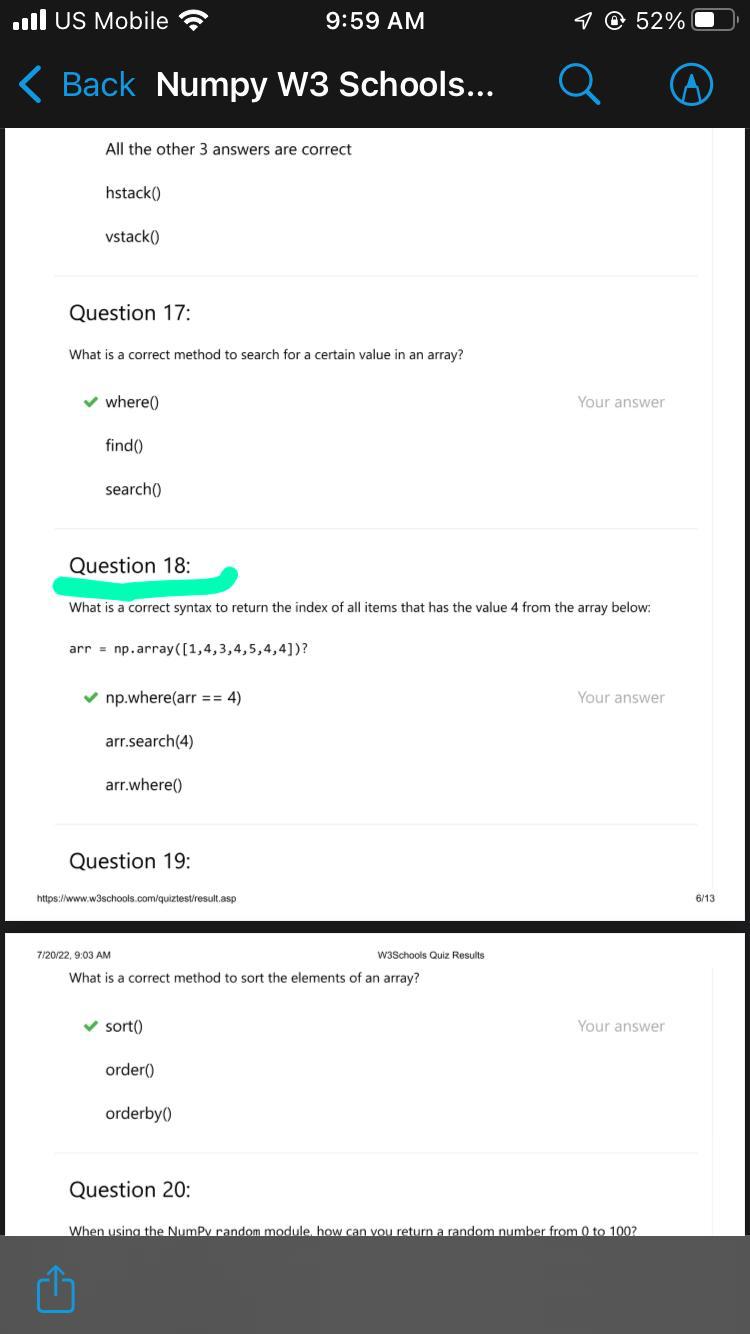 US Mobile 9:59 AM 52%
Back Numpy W3 Schools...
All the other 3 answers are correct
hstack()
vstack()
Question 17:
What is a correct method to search for a certain value in an array?
where() Your answer
find()
search()
Question 18:
What is a correct syntax to return the index of all items that has the value 4 from the array below:
arr = np.array([1,4,3,4,5,4,4])?
np.where(arr == 4) Your answer
arr.search(4)
arr.where()
Question 19:
https://www.w3schools.com/quiztest/result.asp 6/13
7/20/22, 9:03 AM W3Schools Quiz Results
What is a correct method to sort the elements of an array?
sort() Your answer
order()
orderby()
Question 20:
When using the NumPy random module, how can you return a random number from 0 to 100?